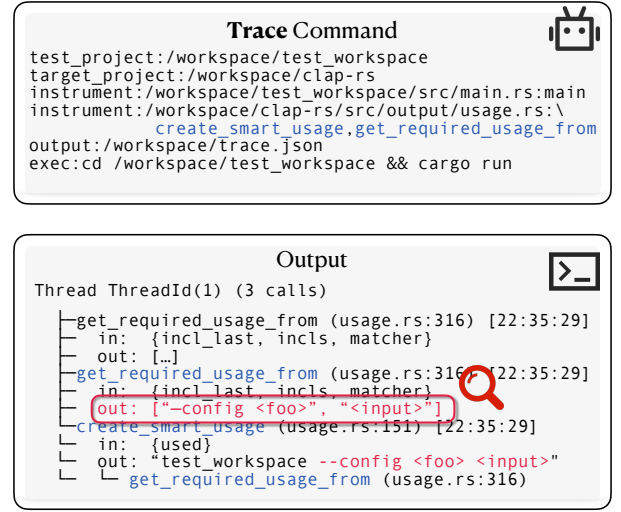 Trace Command
test_project:/workspace/test_workspace
target_project:/workspace/clap-rs
instrument:/workspace/test_workspace/src/main.rs:main
instrument:/workspace/clap-rs/src/output/usage.rs:\
create_smart_usage,get_required_usage_from
output:/workspace/trace.json
exec:cd /workspace/test_workspace && cargo run
Output
Thread ThreadId(1) (3 calls)
├─get_required_usage_from (usage.rs:316) [22:35:29]
├─ in: {incl_last, incls, matcher}
├─ out: […]
├─get_required_usage_from (usage.rs:316) [22:35:29]
├─ in: {incl_last, incls, matcher}
├─ out: [“—config <foo>”, “<input>”]
└─create_smart_usage (usage.rs:151) [22:35:29]
└─ in: {used}
└─ out: “test_workspace --config <foo> <input>"
└─ └─ get_required_usage_from (usage.rs:316)